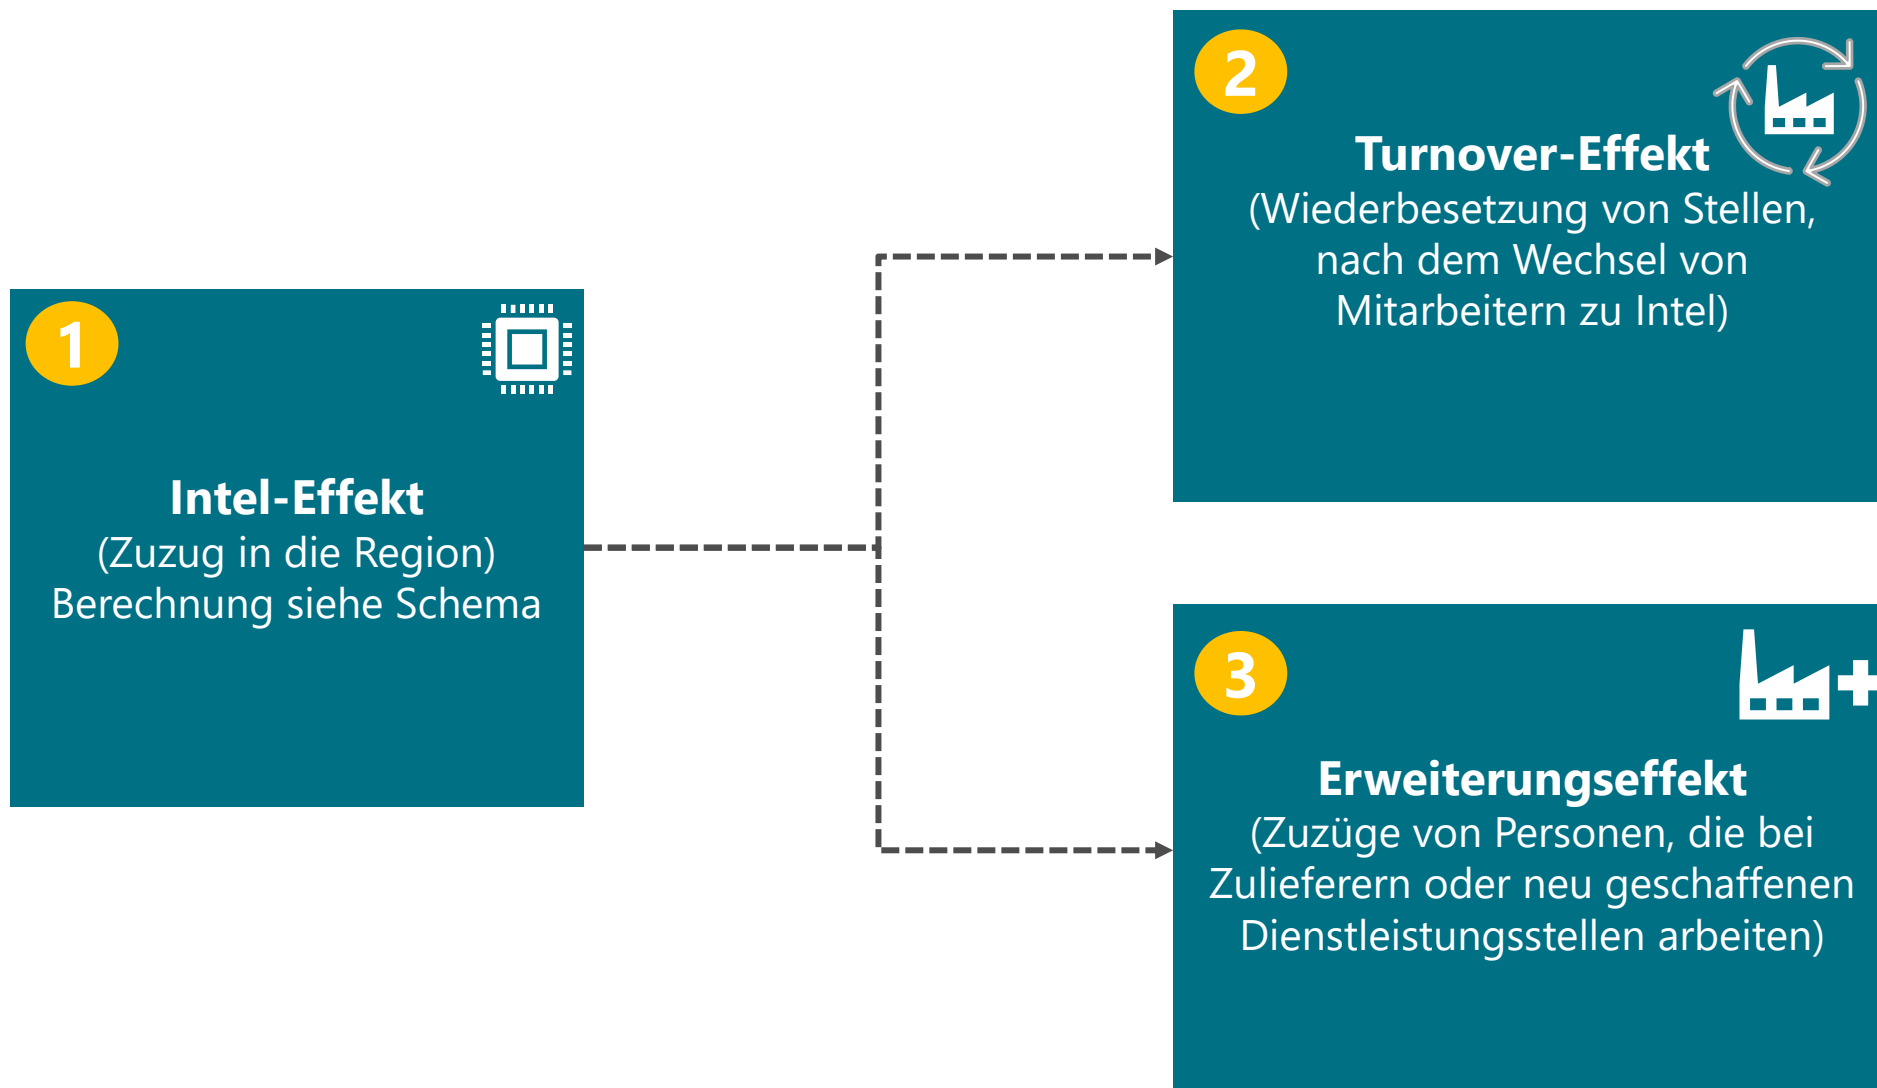 1
Intel-Effekt
(Zuzug in die Region)
Berechnung siehe Schema
2
Turnover-Effekt
(Wiederbesetzung von Stellen,
nach dem Wechsel von
Mitarbeitern zu Intel)
3
Erweiterungseffekt
(Zuzüge von Personen, die bei
Zulieferern oder neu geschaffenen
Dienstleistungsstellen arbeiten)